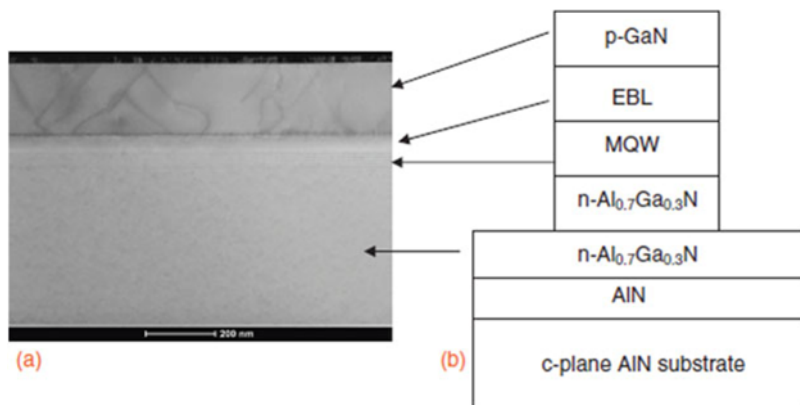 p-GaN
EBL
MQW
n-Al₀.₇Ga₀.₃N
n-Al₀.₇Ga₀.₃N
AlN
c-plane AlN substrate
200 nm
(a)
(b)